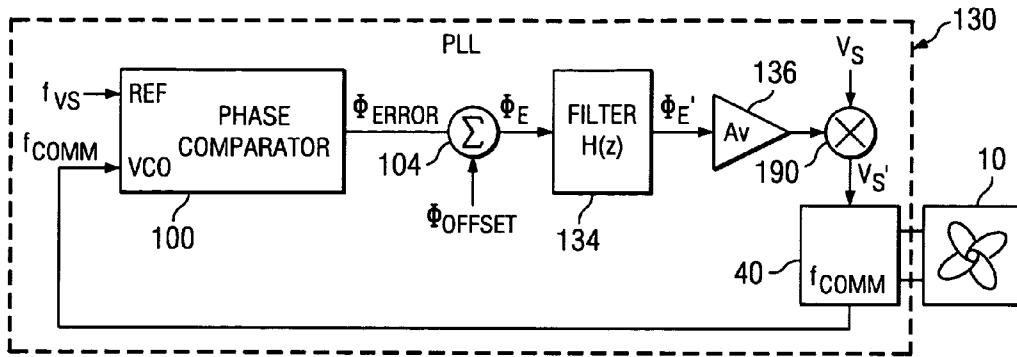 PLL
130
f_VS
REF
PHASE
COMPARATOR
f_COMM
VCO
100
Φ_ERROR
Σ
104
Φ_OFFSET
Φ_E
FILTER
H(z)
134
Φ_E'
136
Av
V_S
190
V_S'
40
f_COMM
10